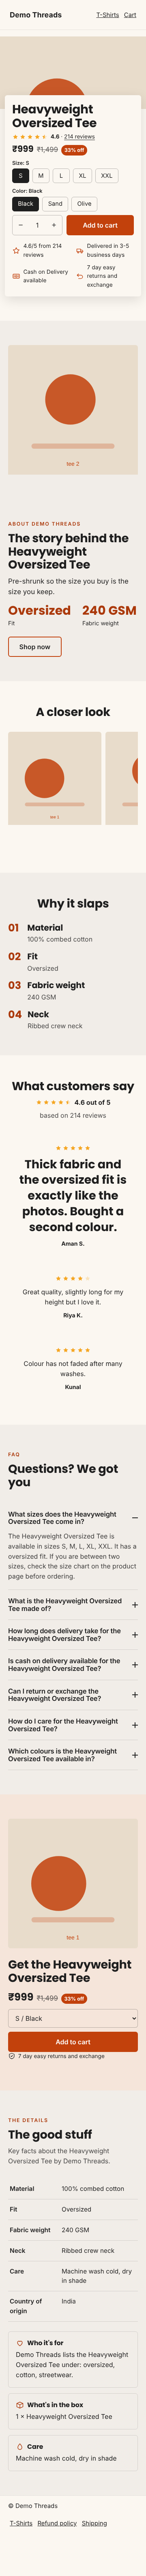 Demo Threads
T-Shirts Cart
Heavyweight
Oversized Tee
4.6 · 214 reviews
₹999 ₹1,499 33% off
Size: S
S M L XL XXL
Color: Black
Black Sand Olive
− 1 + Add to cart
4.6/5 from 214 reviews
Delivered in 3-5 business days
Cash on Delivery available
7 day easy returns and exchange
tee 2
ABOUT DEMO THREADS
The story behind the
Heavyweight
Oversized Tee
Pre-shrunk so the size you buy is the
size you keep.
Oversized 240 GSM
Fit Fabric weight
Shop now
A closer look
tee 1
Why it slaps
01 Material
100% combed cotton
02 Fit
Oversized
03 Fabric weight
240 GSM
04 Neck
Ribbed crew neck
What customers say
4.6 out of 5
based on 214 reviews
Thick fabric and
the oversized fit is
exactly like the
photos. Bought a
second colour.
Aman S.
Great quality, slightly long for my
height but I love it.
Riya K.
Colour has not faded after many
washes.
Kunal
FAQ
Questions? We got
you
What sizes does the Heavyweight
Oversized Tee come in?
The Heavyweight Oversized Tee is
available in sizes S, M, L, XL, XXL. It has a
oversized fit. If you are between two
sizes, check the size chart on the product
page before ordering.
What is the Heavyweight Oversized
Tee made of?
How long does delivery take for the
Heavyweight Oversized Tee?
Is cash on delivery available for the
Heavyweight Oversized Tee?
Can I return or exchange the
Heavyweight Oversized Tee?
How do I care for the Heavyweight
Oversized Tee?
Which colours is the Heavyweight
Oversized Tee available in?
tee 1
Get the Heavyweight
Oversized Tee
₹999 ₹1,499 33% off
S / Black
Add to cart
7 day easy returns and exchange
THE DETAILS
The good stuff
Key facts about the Heavyweight
Oversized Tee by Demo Threads.
Material 100% combed cotton
Fit Oversized
Fabric weight 240 GSM
Neck Ribbed crew neck
Care Machine wash cold, dry
in shade
Country of India
origin
Who it's for
Demo Threads lists the Heavyweight
Oversized Tee under: oversized,
cotton, streetwear.
What's in the box
1 × Heavyweight Oversized Tee
Care
Machine wash cold, dry in shade
© Demo Threads
T-Shirts Refund policy Shipping